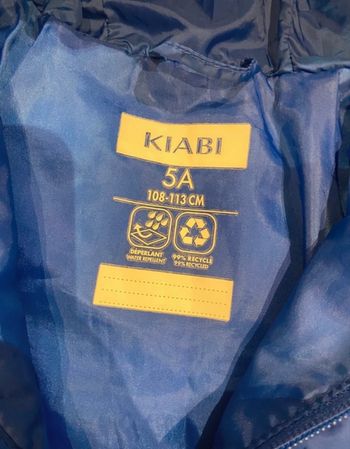 KIABI
5A
108-113 CM
DÉPERLANT
WATER REPELLENT
99% RECYCLÉ
99% RECYCLED